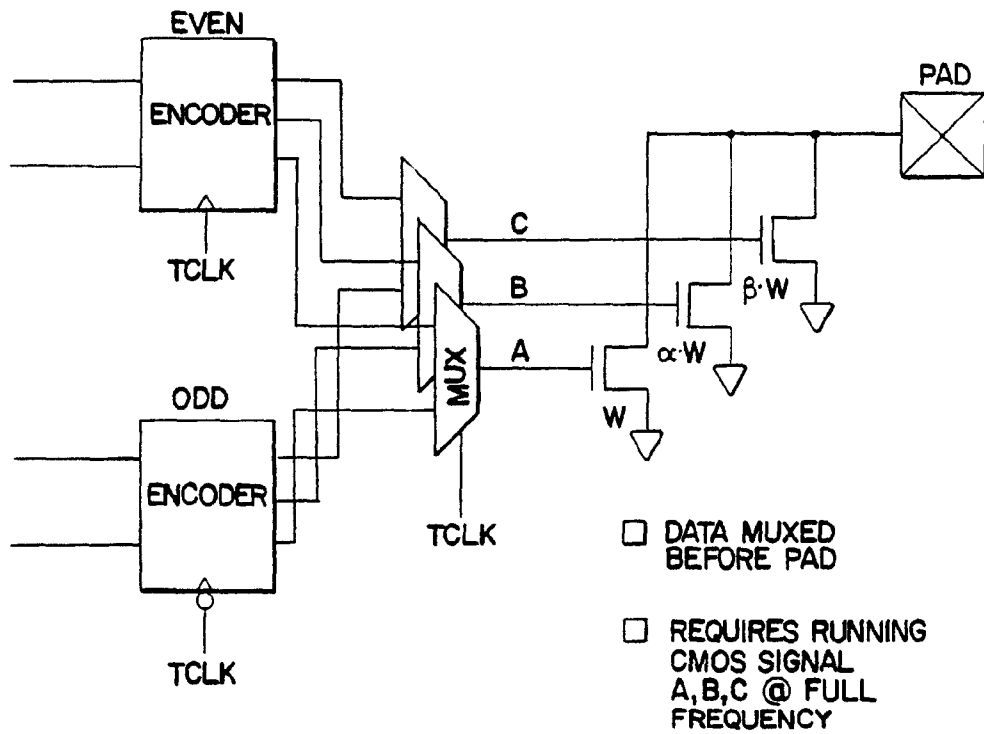 EVEN
ENCODER
TCLK
PAD
C
β·W
B
α·W
A
W
MUX
TCLK
ODD
ENCODER
TCLK
DATA MUXED
BEFORE PAD
REQUIRES RUNNING
CMOS SIGNAL
A,B,C @ FULL
FREQUENCY